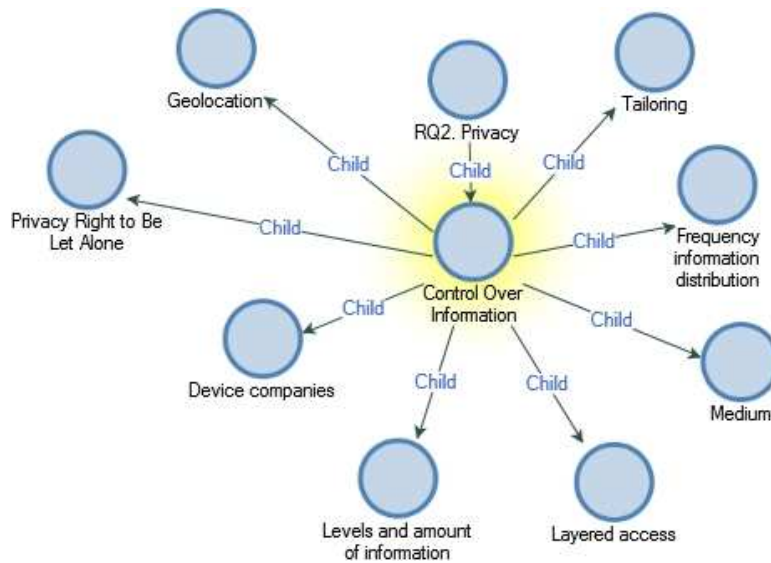 Geolocation
RQ2. Privacy
Tailoring
Child
Child
Child
Privacy Right to Be
Let Alone
Child
Child
Frequency
information
distribution
Control Over
Information
Child
Child
Device companies
Medium
Child
Child
Levels and amount
of information
Layered access